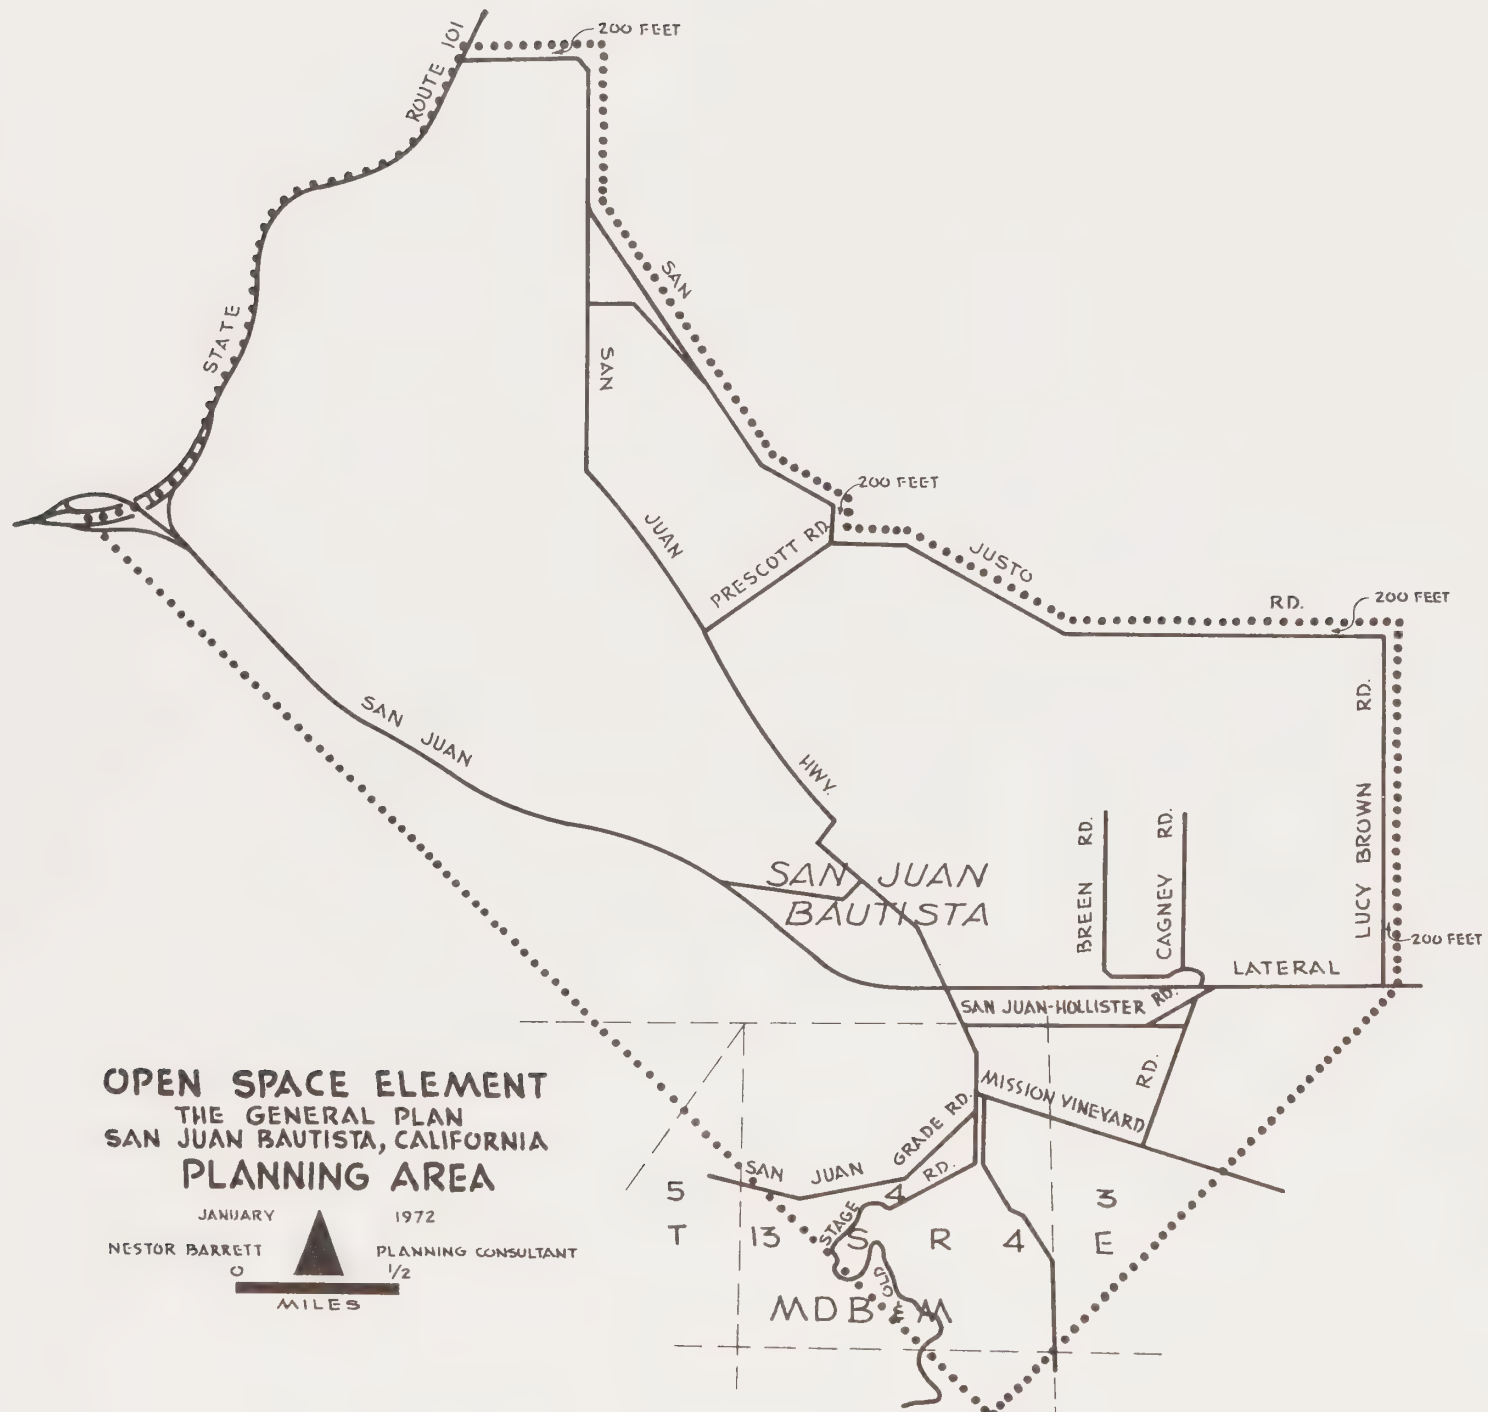 200 FEET
STATE ROUTE 101
SAN JUSTO RD.
SAN JUAN HWY.
200 FEET
PRESCOTT RD.
200 FEET
SAN JUAN
LUCY BROWN RD.
BREEN RD.
CAGNEY RD.
200 FEET
SAN JUAN
BAUTISTA
LATERAL
SAN JUAN-HOLLISTER RD.
RD.
MISSION VINEYARD
SAN JUAN GRADE RD.
OLD STAGE RD.
5 4 3
T 13 S R 4 E
MDB & M
OPEN SPACE ELEMENT
THE GENERAL PLAN
SAN JUAN BAUTISTA, CALIFORNIA
PLANNING AREA
JANUARY 1972
NESTOR BARRETT PLANNING CONSULTANT
0 1/2
MILES